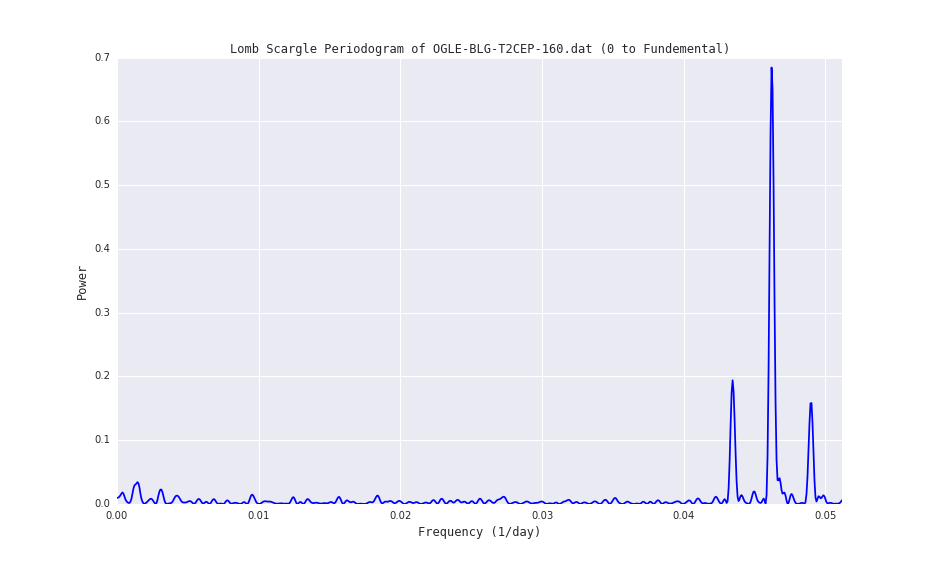 Lomb Scargle Periodogram of OGLE-BLG-T2CEP-160.dat (0 to Fundemental)
0.7
0.6
0.5
0.4
0.3
0.2
0.1
0.0
Power
0.00 0.01 0.02 0.03 0.04 0.05
Frequency (1/day)